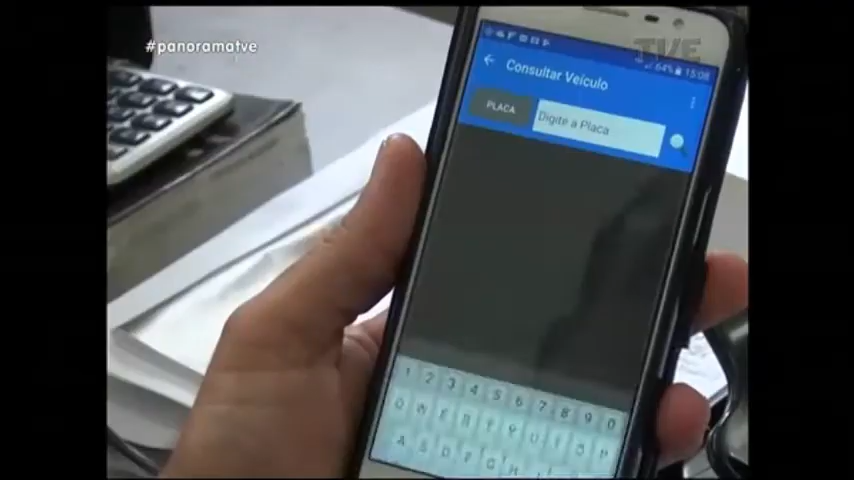 #panoramatve
TVE
64% 15:08
Consultar Veículo
PLACA
Digite a Placa
1 2 3 4 5 6 7 8 9 0
Q W E R T Y U I O P
A S D F G H